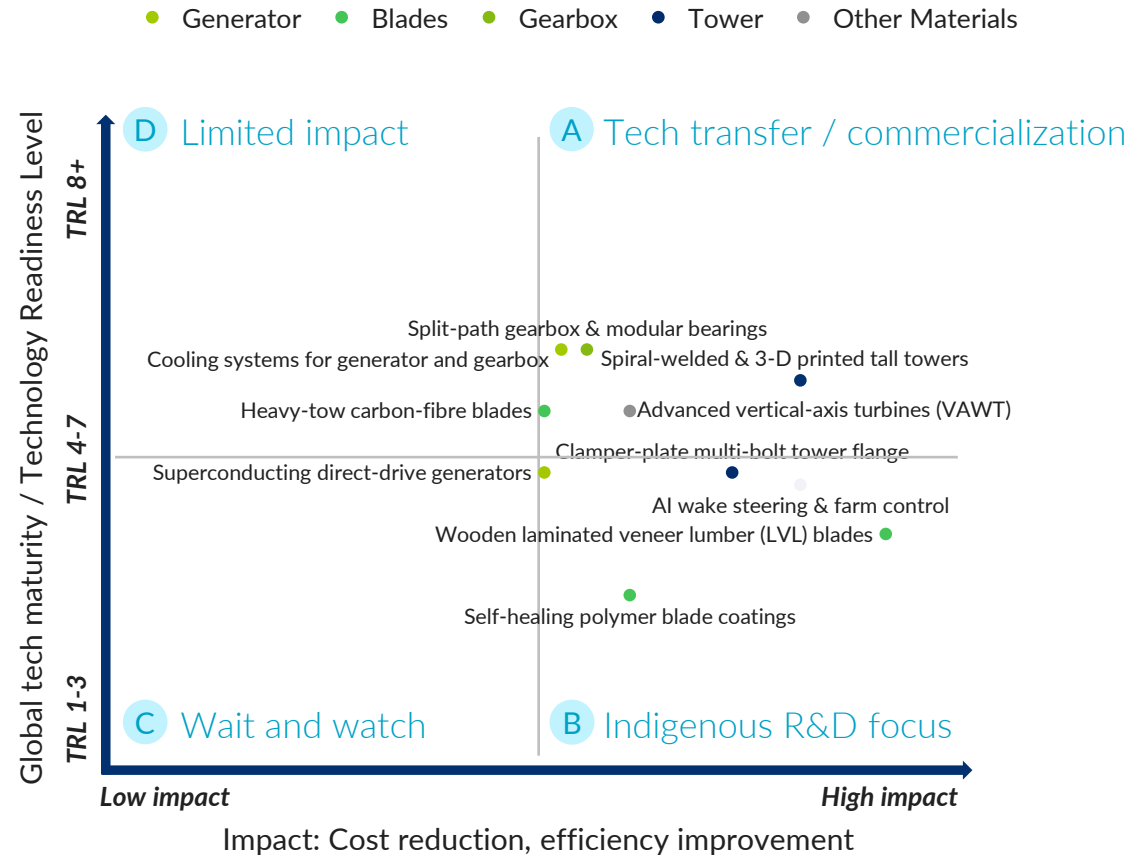 Generator
Blades
Gearbox
Tower
Other Materials
Global tech maturity / Technology Readiness Level
TRL 8+
TRL 4-7
TRL 1-3
D Limited impact
A Tech transfer / commercialization
Split-path gearbox & modular bearings
Cooling systems for generator and gearbox
Spiral-welded & 3-D printed tall towers
Heavy-tow carbon-fibre blades
Advanced vertical-axis turbines (VAWT)
Clamper-plate multi-bolt tower flange
Superconducting direct-drive generators
AI wake steering & farm control
Wooden laminated veneer lumber (LVL) blades
Self-healing polymer blade coatings
C Wait and watch
B Indigenous R&D focus
Low impact
High impact
Impact: Cost reduction, efficiency improvement